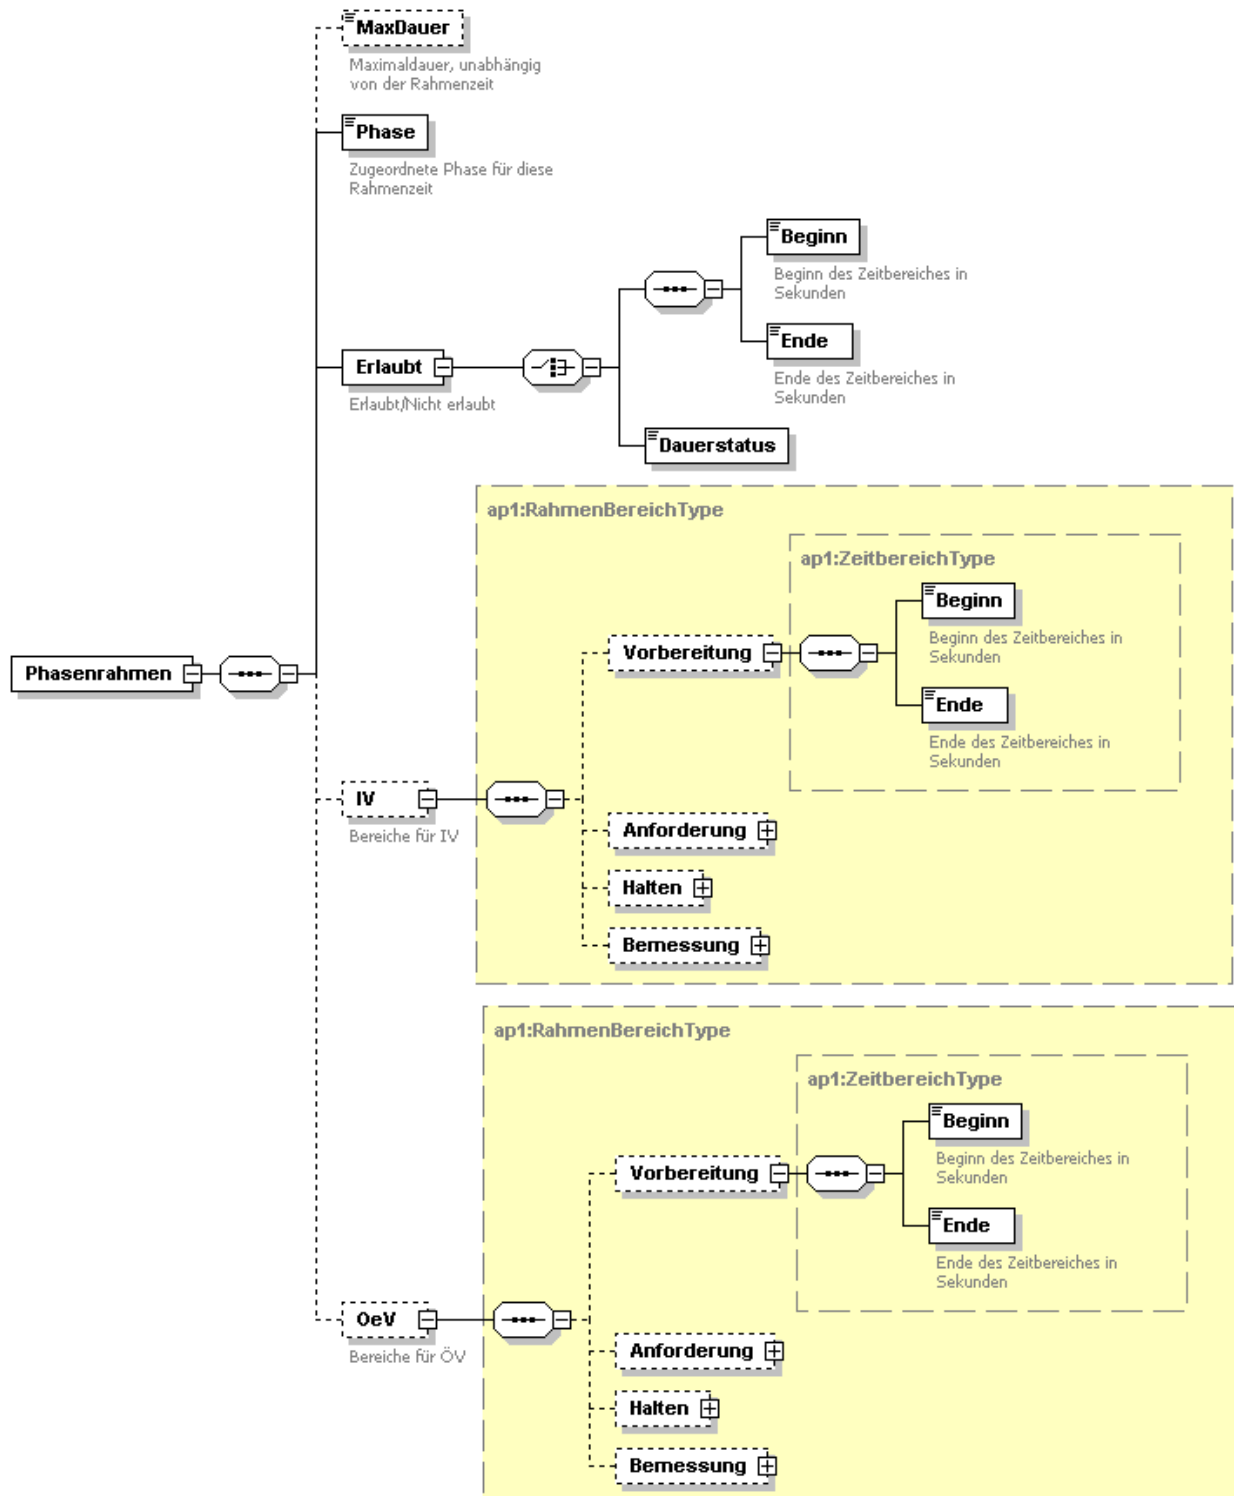 MaxDauer
Maximaldauer, unabhängig
von der Rahmenzeit
Phase
Zugeordnete Phase für diese
Rahmenzeit
Beginn
Beginn des Zeitbereiches in
Sekunden
Ende
Ende des Zeitbereiches in
Sekunden
Erlaubt
Erlaubt/Nicht erlaubt
Dauerstatus
ap1:RahmenBereichType
ap1:ZeitbereichType
Beginn
Beginn des Zeitbereiches in
Sekunden
Vorbereitung
Phasenrahmen
Ende
Ende des Zeitbereiches in
Sekunden
IV
Bereiche für IV
Anforderung
Halten
Bemessung
ap1:RahmenBereichType
ap1:ZeitbereichType
Beginn
Beginn des Zeitbereiches in
Sekunden
Vorbereitung
Ende
Ende des Zeitbereiches in
Sekunden
OeV
Bereiche für ÖV
Anforderung
Halten
Bemessung